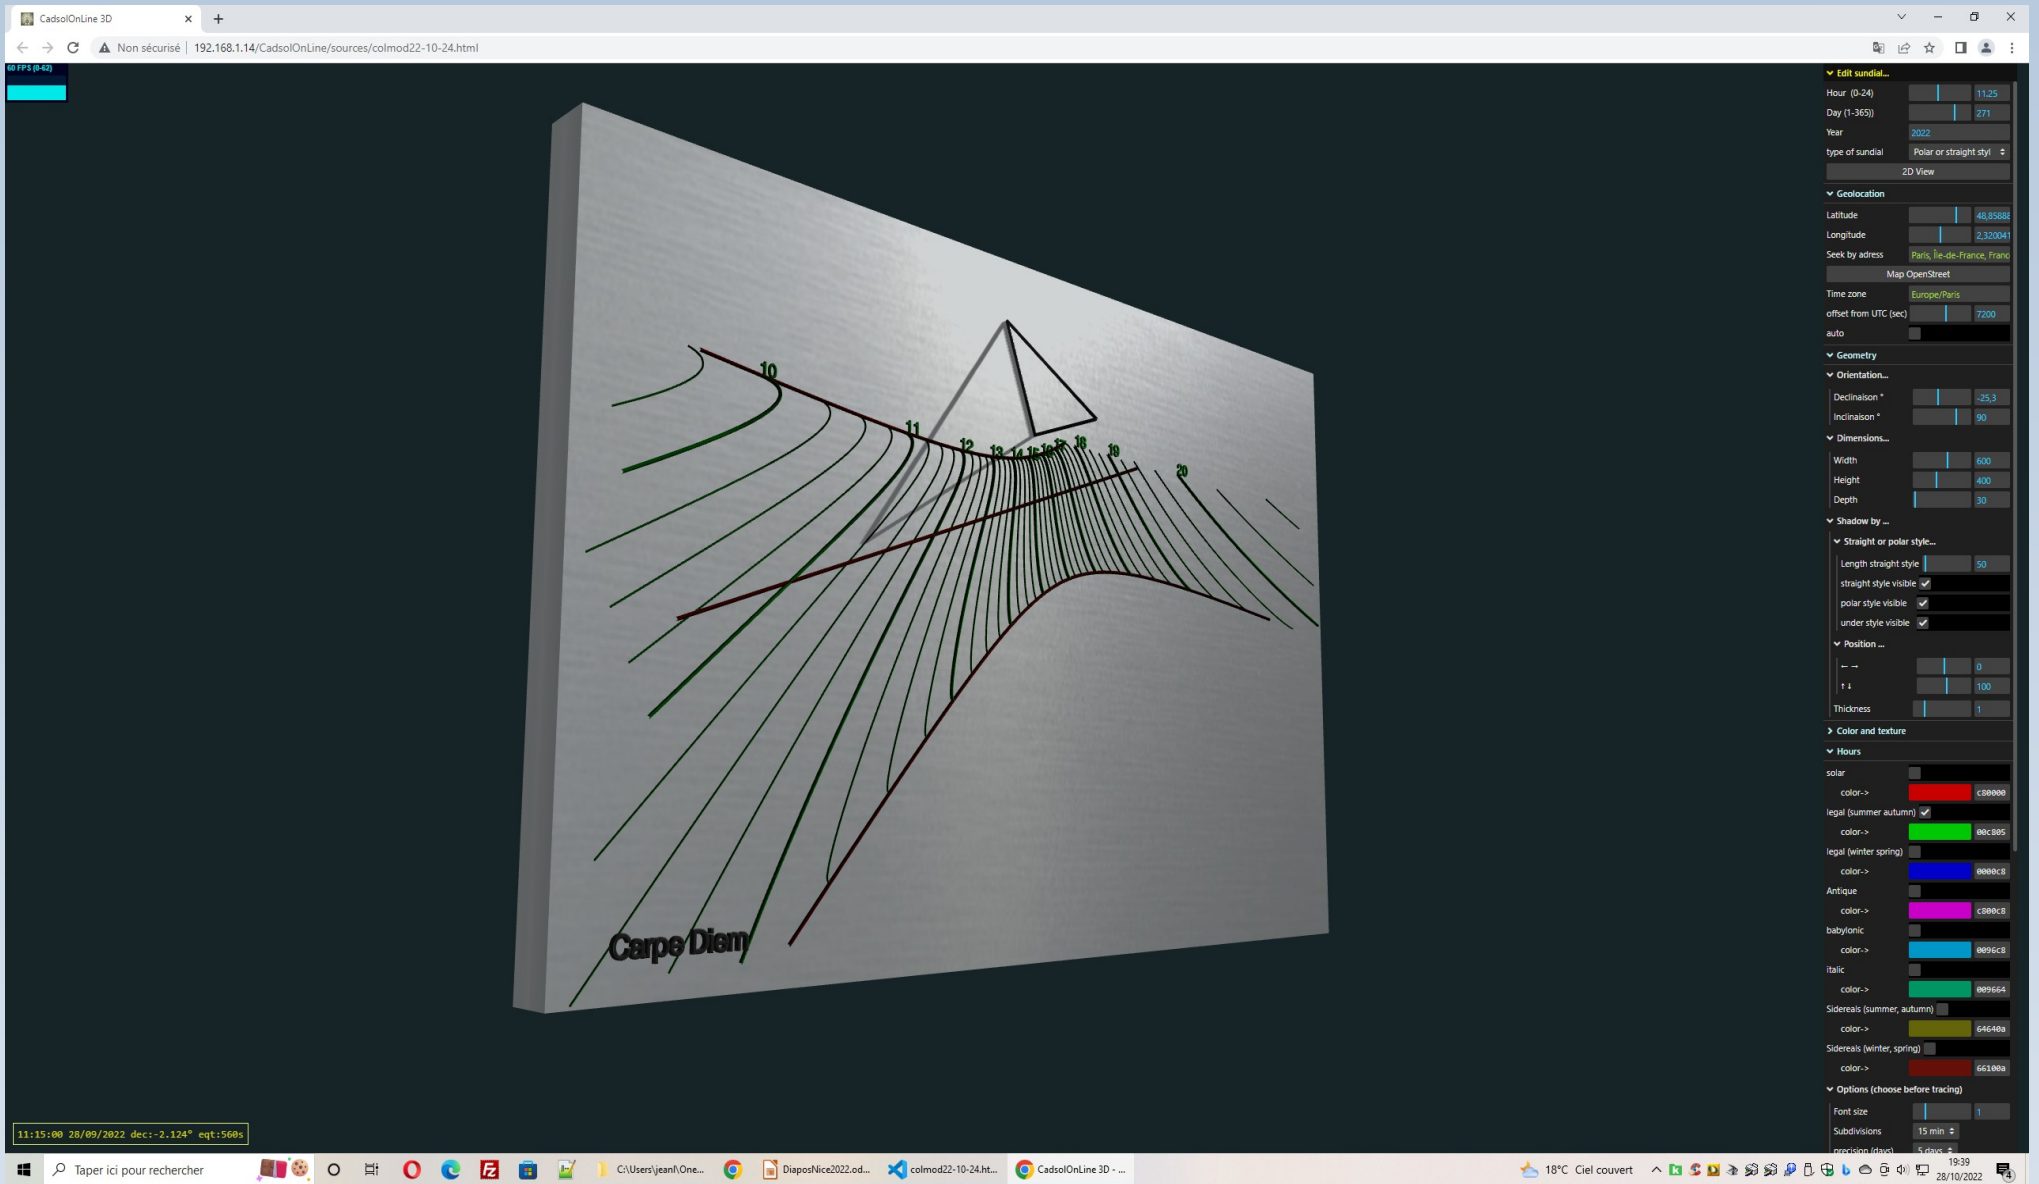 CadsolOnLine 3D
Non sécurisé
192.168.1.14/CadsolOnLine/sources/colmod22-10-24.html
60 FPS (0-62)
Edit sundial...
Hour (0-24) 11.25
Day (1-365)) 271
Year 2022
type of sundial Polar or straight styl
2D View
Geolocation
Latitude 48,85888
Longitude 2,320041
Seek by adress Paris, Île-de-France, Franc
Map OpenStreet
Time zone Europe/Paris
offset from UTC (sec) 7200
auto
Geometry
Orientation...
Declinaison ° -25,3
Inclinaison ° 90
Dimensions...
Width 600
Height 400
Depth 30
Shadow by ...
Straight or polar style...
Length straight style 50
straight style visible
polar style visible
under style visible
Position ...
←→ 0
↑↓ 100
Thickness 1
Color and texture
Hours
solar
color-> c80000
legal (summer autumn)
color-> 00c805
legal (winter spring)
color-> 0000c8
Antique
color-> c800c8
babylonic
color-> 0096c8
italic
color-> 009664
Sidereals (summer, autumn)
color-> 64640a
Sidereals (winter, spring)
color-> 66100a
Options (choose before tracing)
Font size 1
Subdivisions 15 min
precision (days) 5 days
10
11
12
13
14
15
16
17
18
19
20
Carpe Diem
11:15:00 28/09/2022 dec:-2.124° eqt:560s
Taper ici pour rechercher
C:\Users\jeanl\One...
DiaposNice2022.od...
colmod22-10-24.ht...
CadsolOnLine 3D - ...
18°C Ciel couvert
19:39
28/10/2022